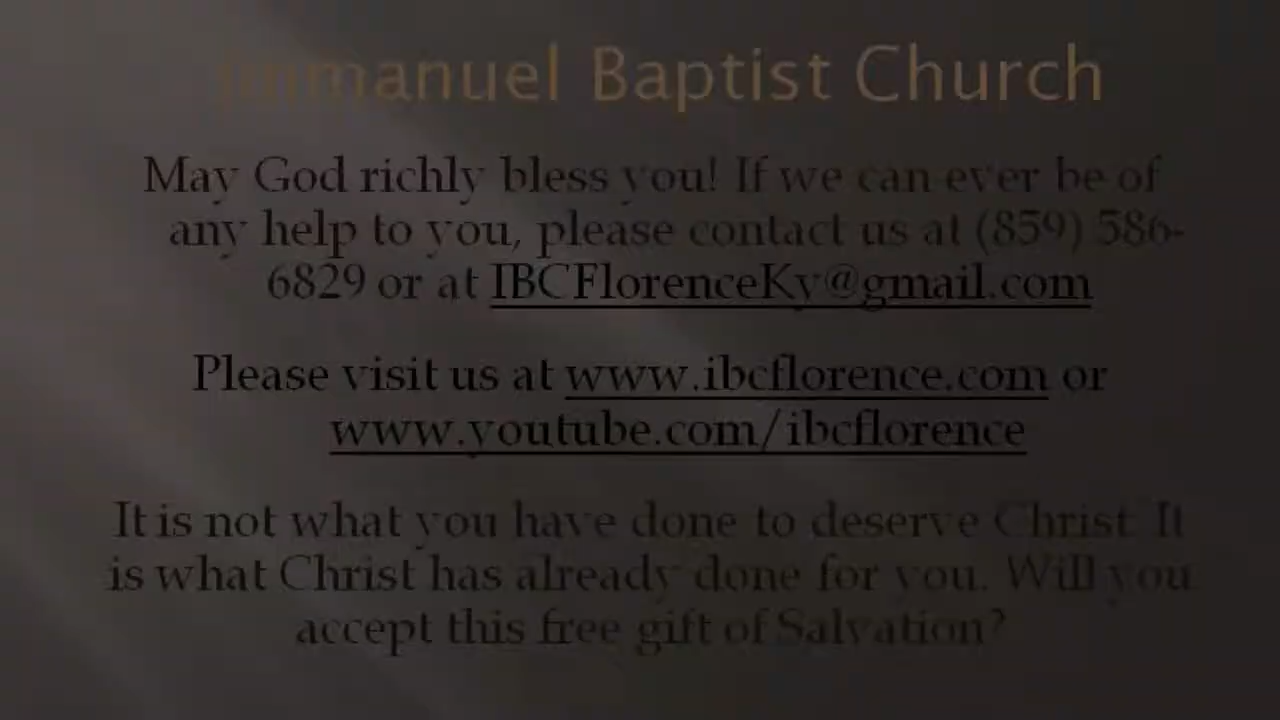 Immanuel Baptist Church
May God richly bless you! If we can ever be of
any help to you, please contact us at (859) 586-
6829 or at IBCFlorenceKy@gmail.com
Please visit us at www.ibcflorence.com or
www.youtube.com/ibcflorence
It is not what you have done to deserve Christ. It
is what Christ has already done for you. Will you
accept this free gift of Salvation?